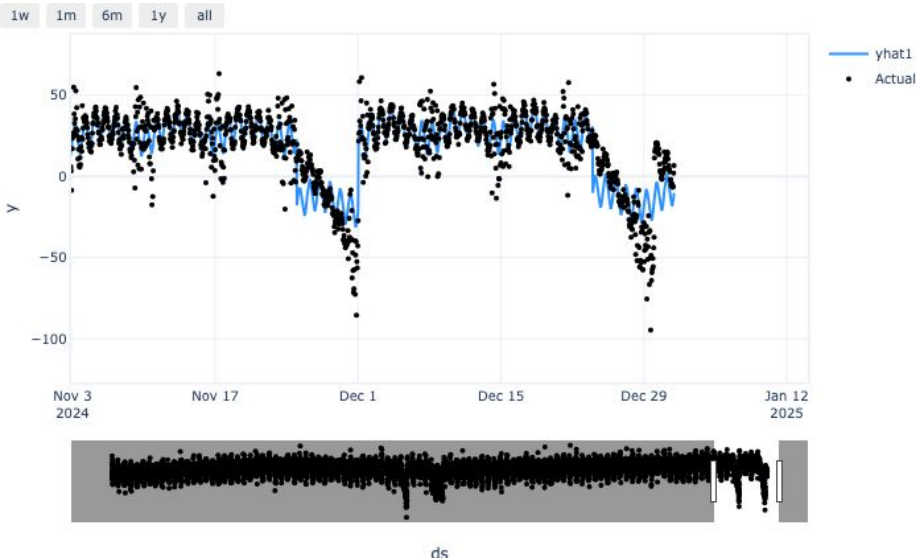 1w 1m 6m 1y all
yhat1
Actual
50
0
−50
−100
y
Nov 3 Nov 17 Dec 1 Dec 15 Dec 29 Jan 12
2024 2025
ds